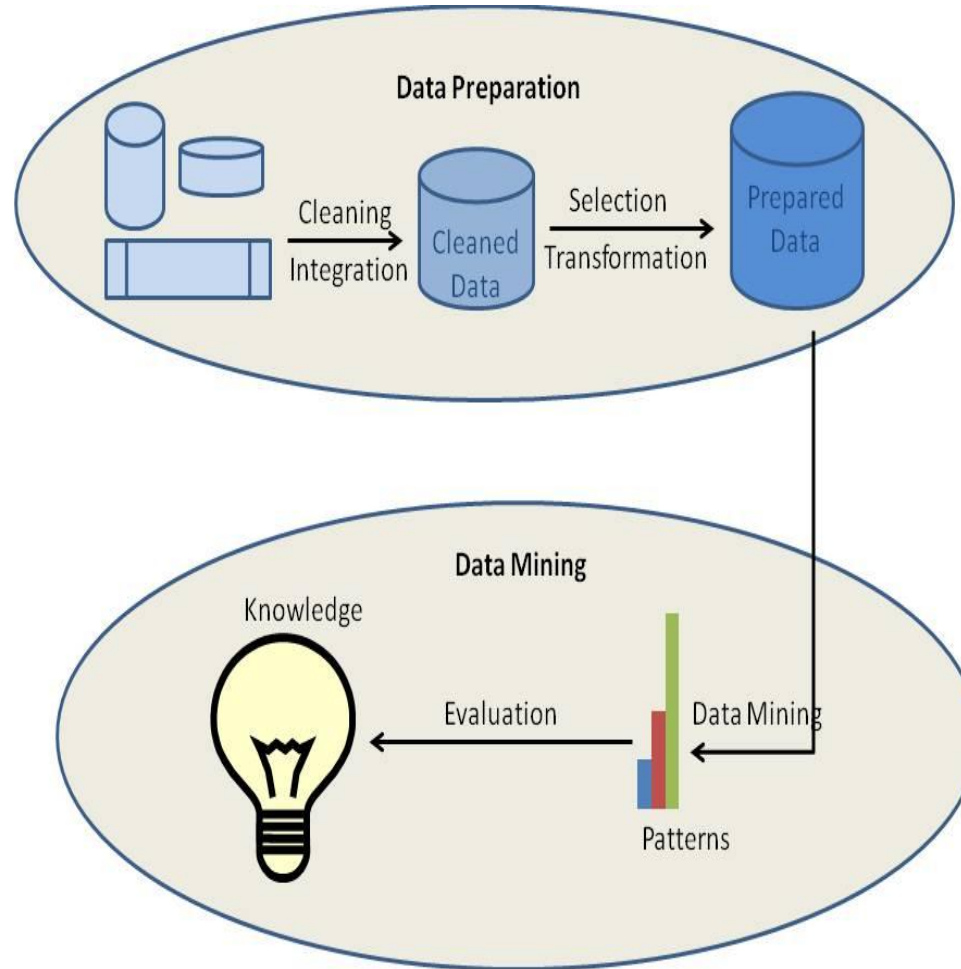 Data Preparation
Cleaning
Integration
Cleaned
Data
Selection
Transformation
Prepared
Data
Data Mining
Knowledge
Evaluation
Data Mining
Patterns